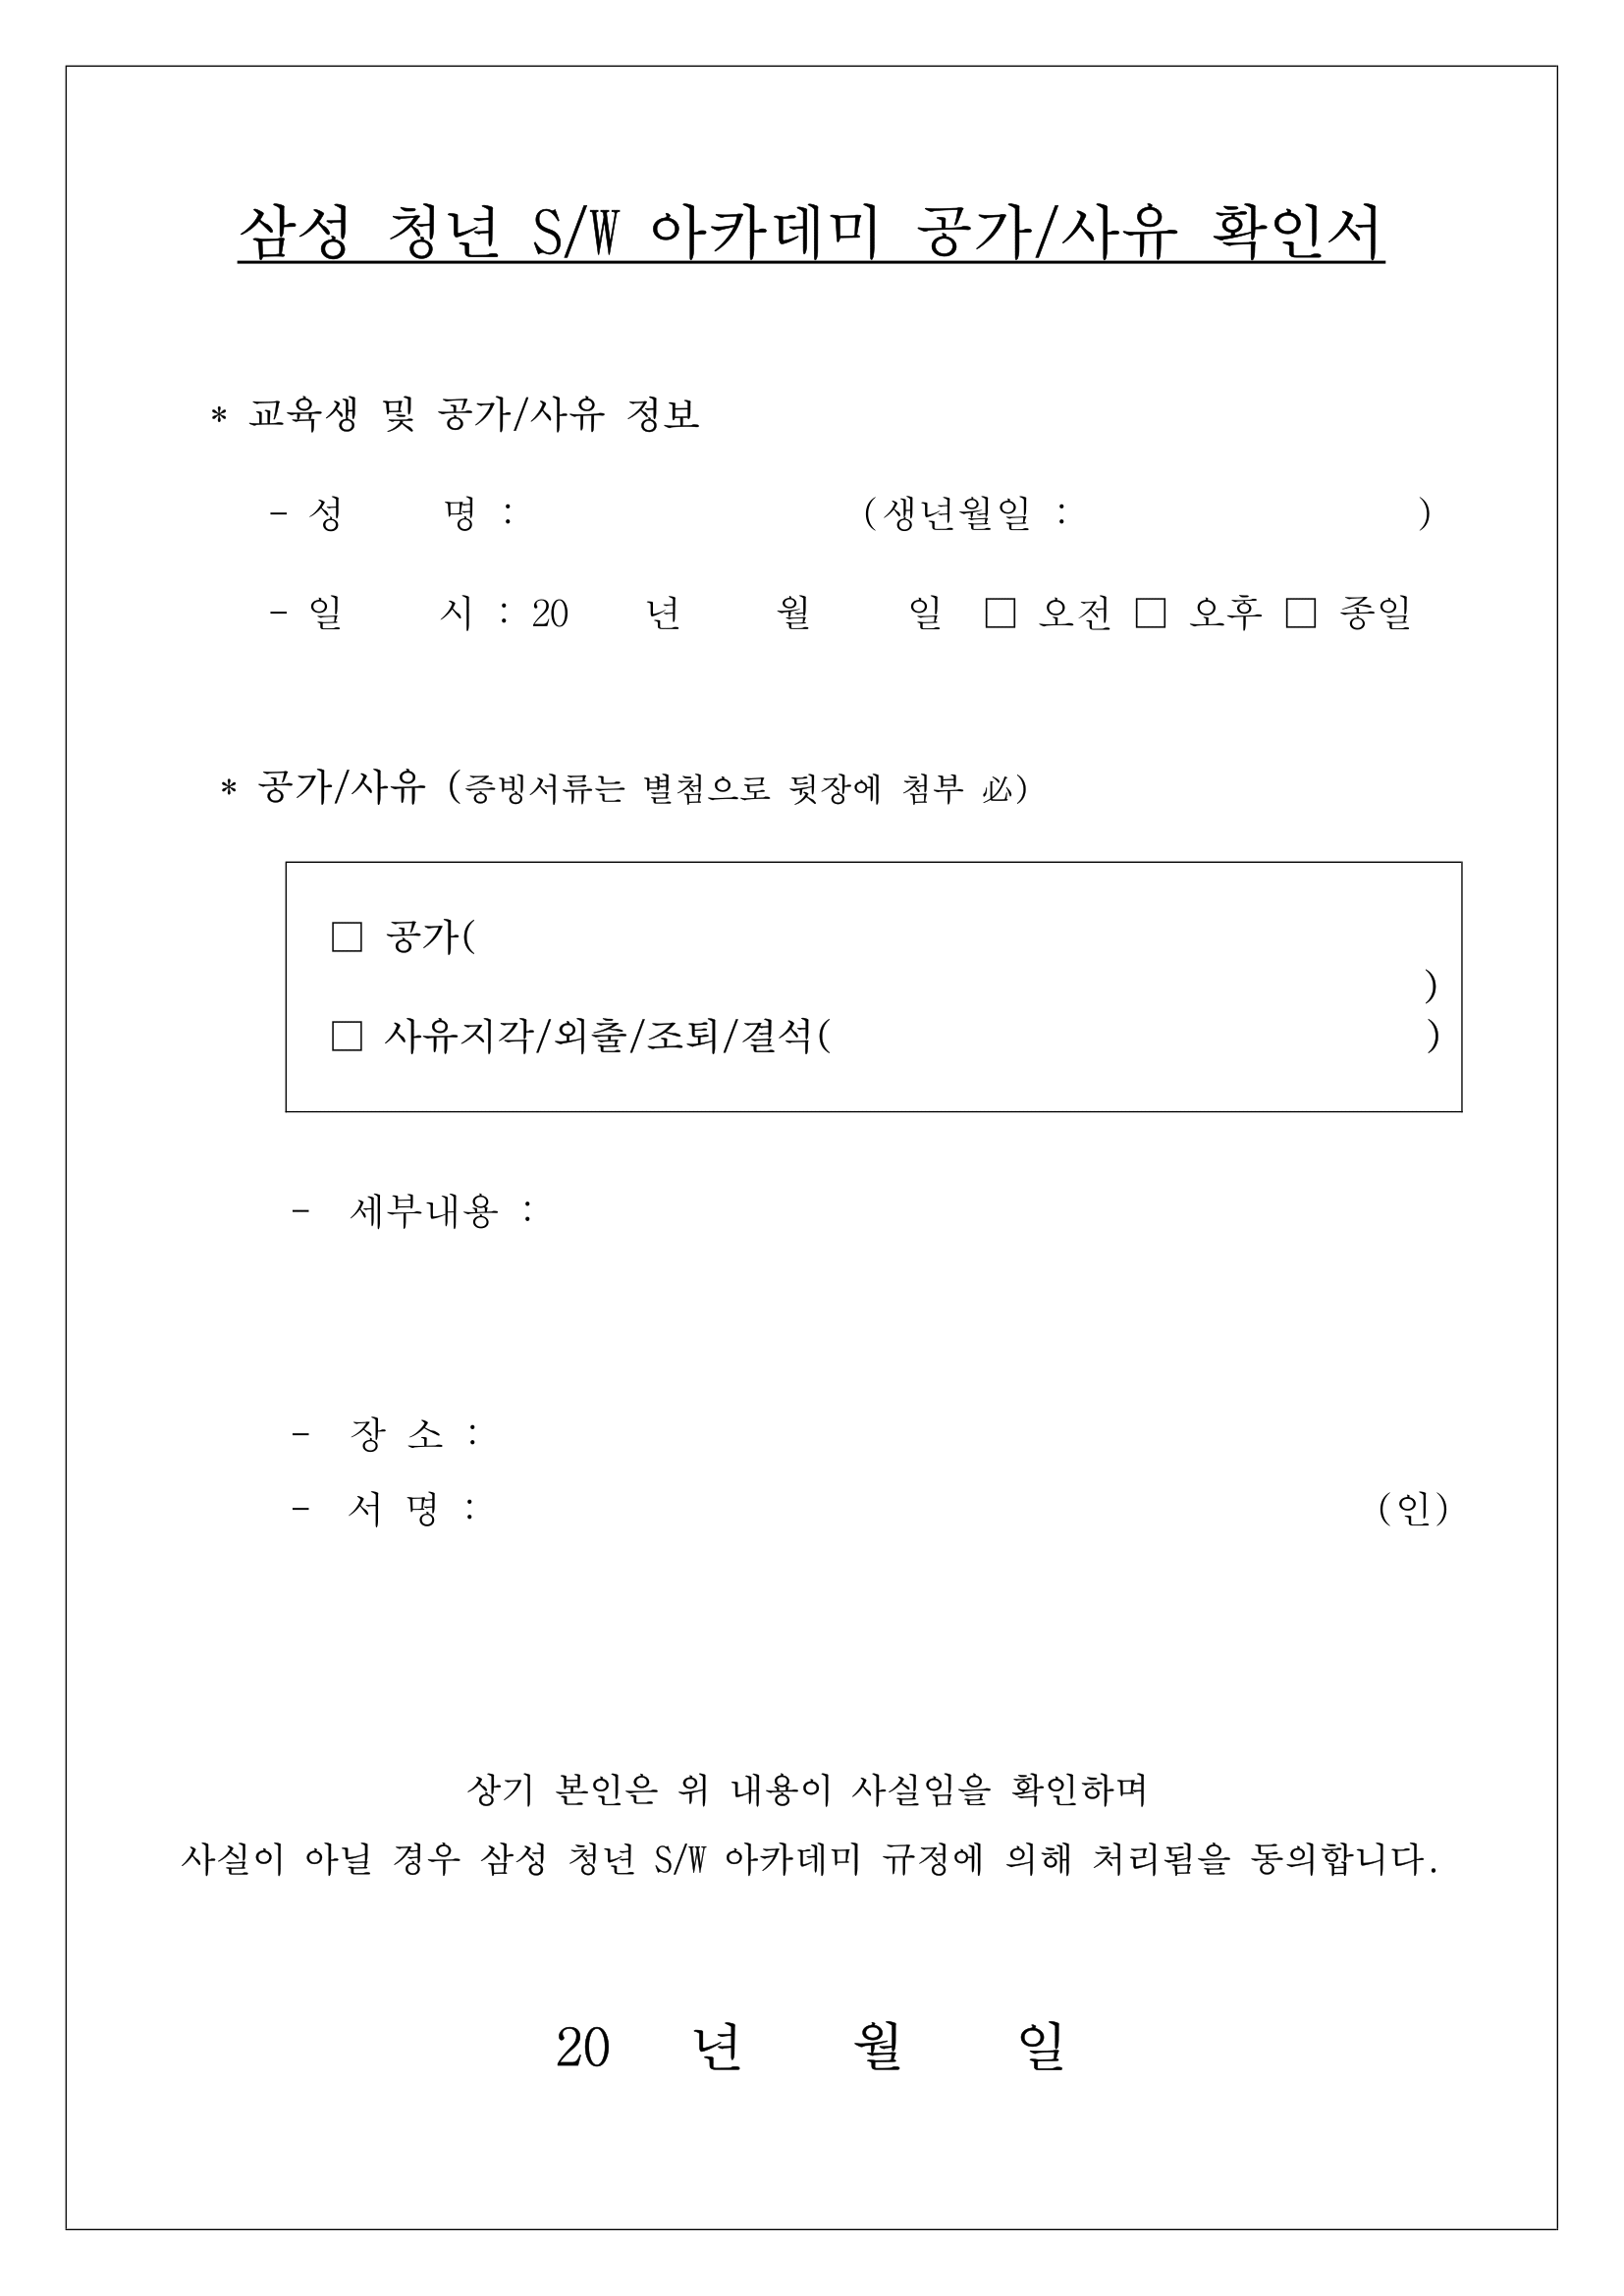 삼성 청년 S/W 아카데미 공가/사유 확인서
* 교육생 및 공가/사유 정보
- 성 명 : (생년월일 : )
- 일 시 : 20 년 월 일 □ 오전 □ 오후 □ 종일
* 공가/사유 (증빙서류는 별첨으로 뒷장에 첨부 必)
□ 공가(
)
□ 사유지각/외출/조퇴/결석( )
- 세부내용 :
- 장 소 :
- 서 명 : (인)
상기 본인은 위 내용이 사실임을 확인하며
사실이 아닐 경우 삼성 청년 S/W 아카데미 규정에 의해 처리됨을 동의합니다.
20 년 월 일